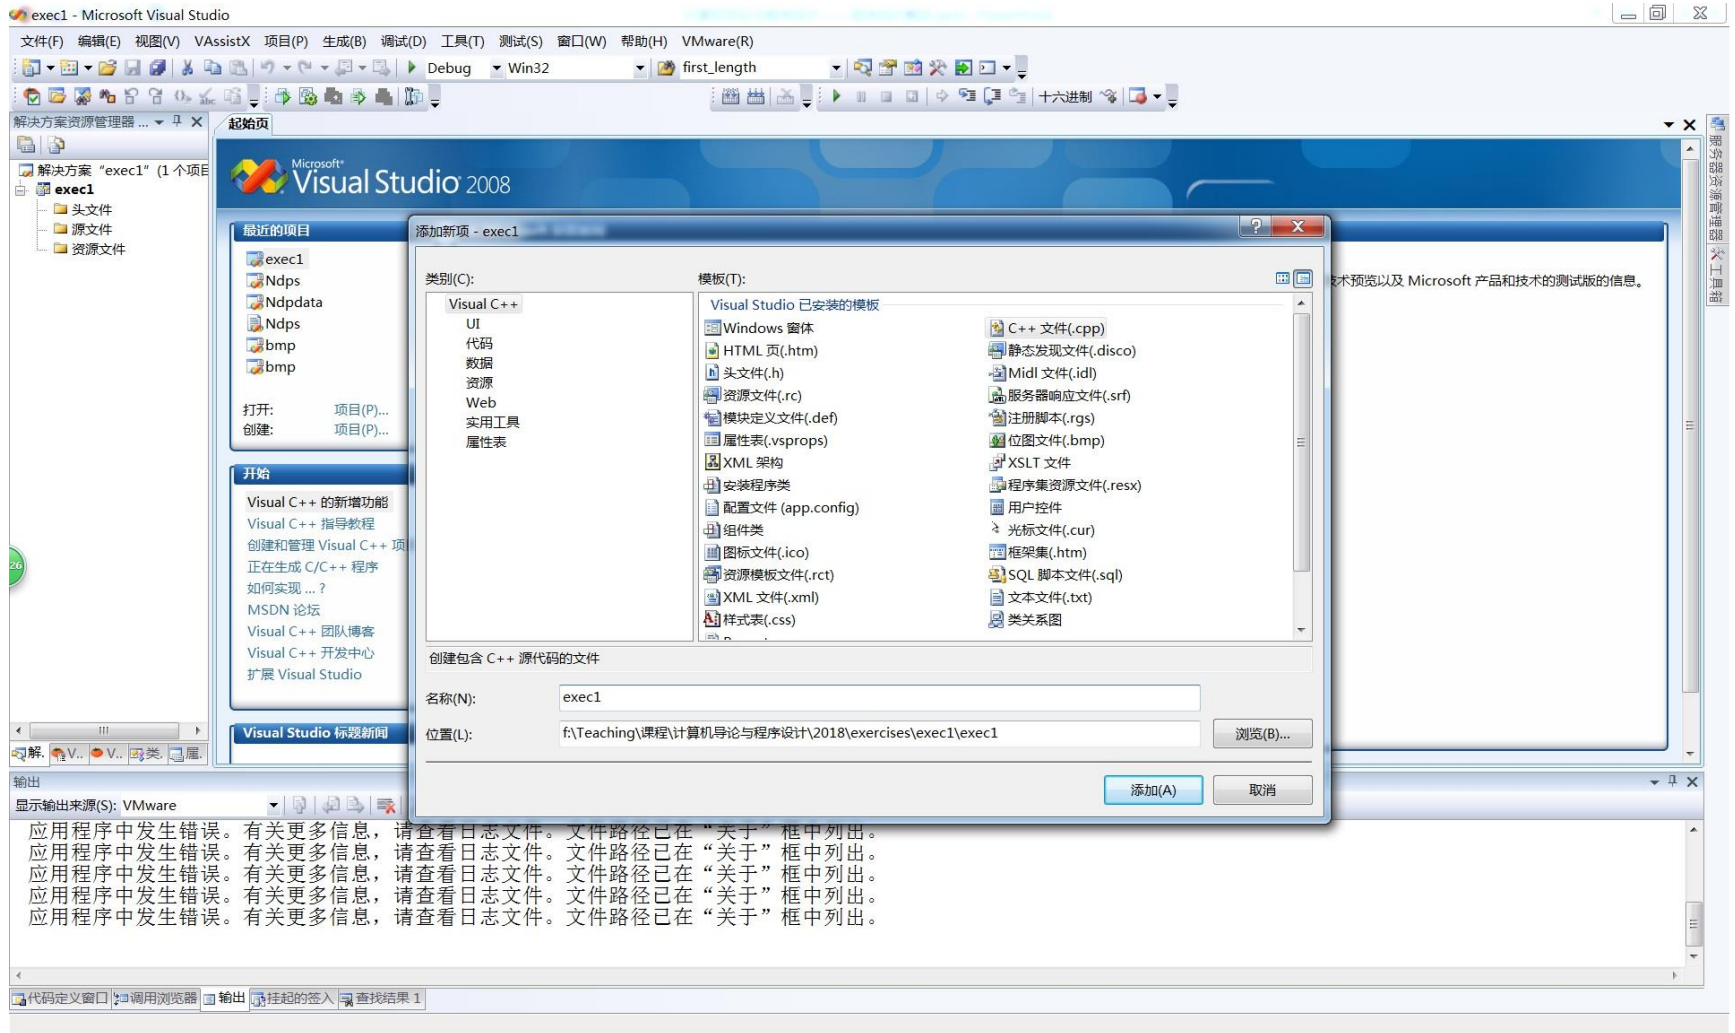 exec1 - Microsoft Visual Studio
文件(F) 编辑(E) 视图(V) VAssistX 项目(P) 生成(B) 调试(D) 工具(T) 测试(S) 窗口(W) 帮助(H) VMware(R)
Debug Win32 first_length
十六进制
解决方案资源管理器 ...
起始页
解决方案 "exec1" (1 个项目
exec1
头文件
源文件
资源文件
Microsoft
Visual Studio 2008
最近的项目
exec1
Ndps
Ndpdata
Ndps
bmp
bmp
打开: 项目(P)...
创建: 项目(P)...
开始
Visual C++ 的新增功能
Visual C++ 指导教程
创建和管理 Visual C++ 项
正在生成 C/C++ 程序
如何实现 ... ?
MSDN 论坛
Visual C++ 团队博客
Visual C++ 开发中心
扩展 Visual Studio
Visual Studio 标题新闻
技术预览以及 Microsoft 产品和技术的测试版的信息。
服务器资源管理器
工具箱
26
添加新项 - exec1
类别(C):
Visual C++
UI
代码
数据
资源
Web
实用工具
属性表
模板(T):
Visual Studio 已安装的模板
Windows 窗体
C++ 文件(.cpp)
HTML 页(.htm)
静态发现文件(.disco)
头文件(.h)
Midl 文件(.idl)
资源文件(.rc)
服务器响应文件(.srf)
模块定义文件(.def)
注册脚本(.rgs)
属性表(.vsprops)
位图文件(.bmp)
XML 架构
XSLT 文件
安装程序类
程序集资源文件(.resx)
配置文件 (app.config)
用户控件
组件类
光标文件(.cur)
图标文件(.ico)
框架集(.htm)
资源模板文件(.rct)
SQL 脚本文件(.sql)
XML 文件(.xml)
文本文件(.txt)
样式表(.css)
类关系图
创建包含 C++ 源代码的文件
名称(N): exec1
位置(L): f:\Teaching\课程\计算机导论与程序设计\2018\exercises\exec1\exec1
浏览(B)...
添加(A) 取消
解. V.. V.. 类. 属.
输出
显示输出来源(S): VMware
应用程序中发生错误。有关更多信息，请查看日志文件。文件路径已在“关于”框中列出。
应用程序中发生错误。有关更多信息，请查看日志文件。文件路径已在“关于”框中列出。
应用程序中发生错误。有关更多信息，请查看日志文件。文件路径已在“关于”框中列出。
应用程序中发生错误。有关更多信息，请查看日志文件。文件路径已在“关于”框中列出。
应用程序中发生错误。有关更多信息，请查看日志文件。文件路径已在“关于”框中列出。
代码定义窗口 调用浏览器 输出 挂起的签入 查找结果 1